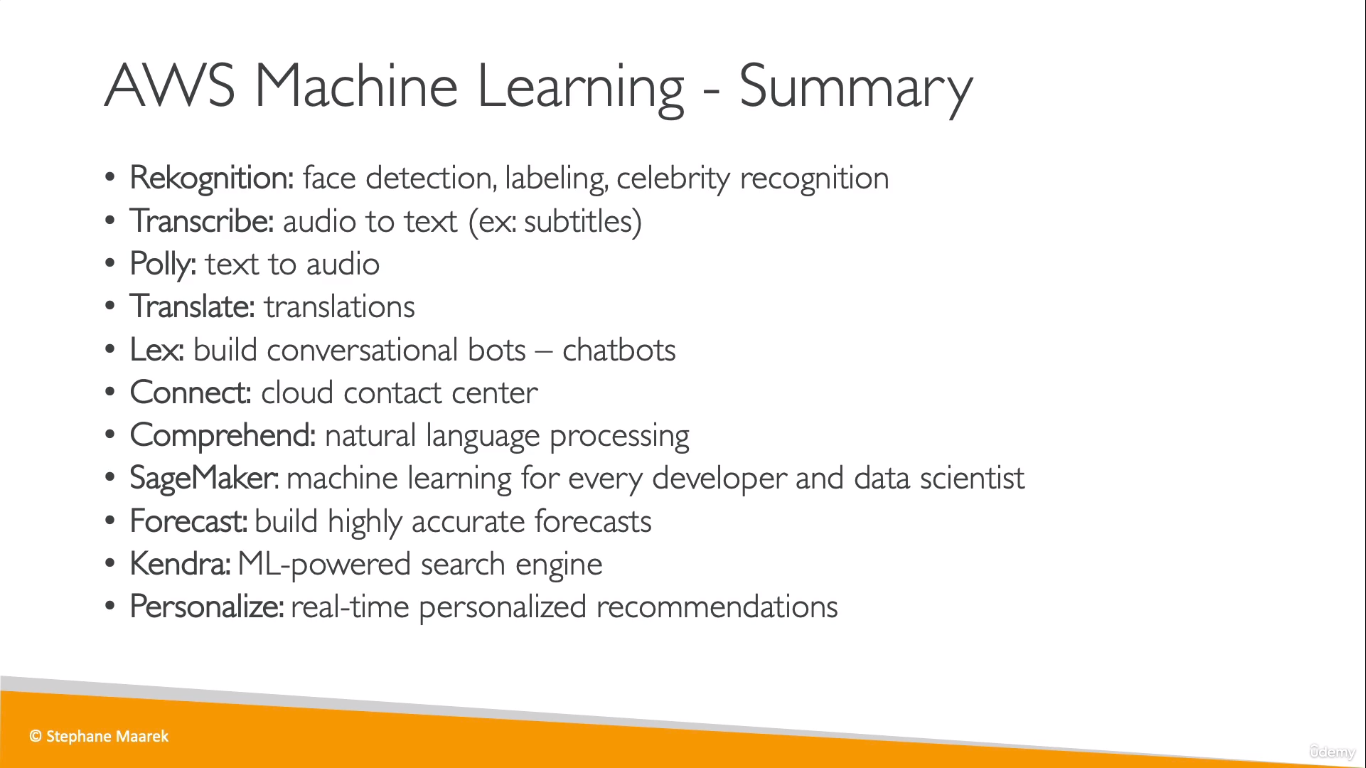 AWS Machine Learning - Summary
• Rekognition: face detection, labeling, celebrity recognition
• Transcribe: audio to text (ex: subtitles)
• Polly: text to audio
• Translate: translations
• Lex: build conversational bots – chatbots
• Connect: cloud contact center
• Comprehend: natural language processing
• SageMaker: machine learning for every developer and data scientist
• Forecast: build highly accurate forecasts
• Kendra: ML-powered search engine
• Personalize: real-time personalized recommendations
© Stephane Maarek
ûdemy